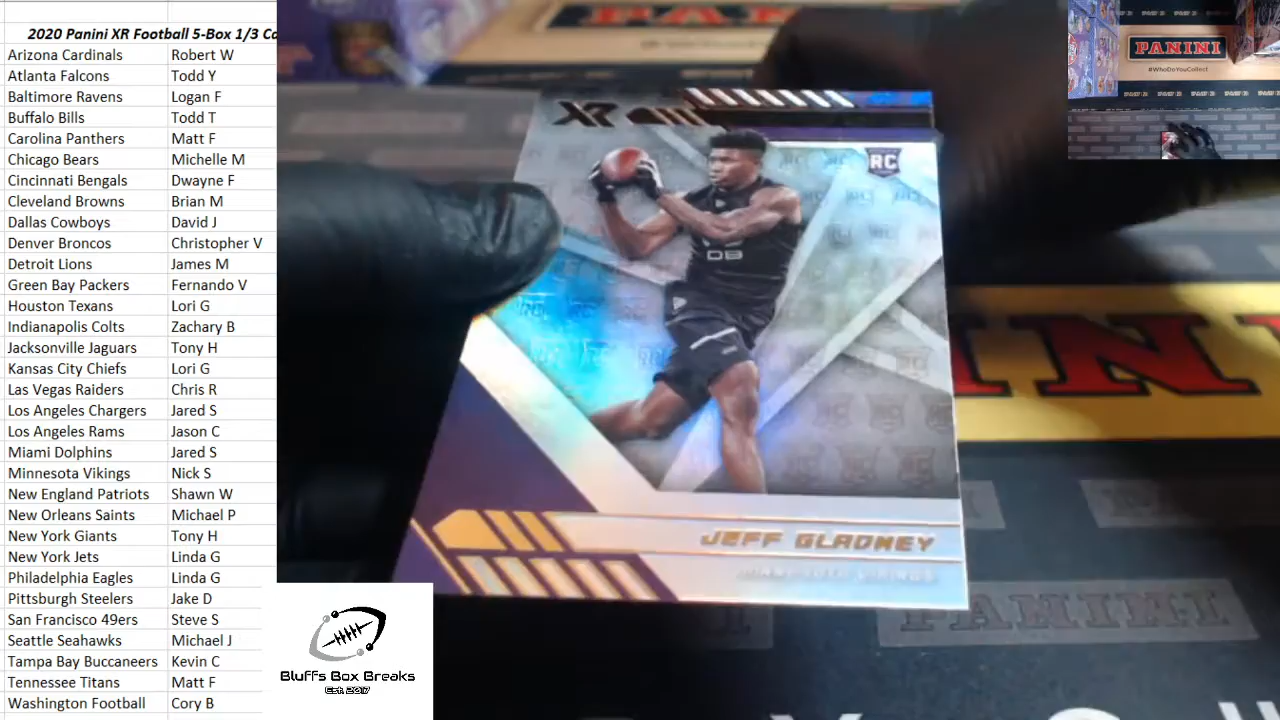 2020 Panini XR Football 5-Box 1/3 Ca
Arizona Cardinals Robert W
Atlanta Falcons Todd Y
Baltimore Ravens Logan F
Buffalo Bills Todd T
Carolina Panthers Matt F
Chicago Bears Michelle M
Cincinnati Bengals Dwayne F
Cleveland Browns Brian M
Dallas Cowboys David J
Denver Broncos Christopher V
Detroit Lions James M
Green Bay Packers Fernando V
Houston Texans Lori G
Indianapolis Colts Zachary B
Jacksonville Jaguars Tony H
Kansas City Chiefs Lori G
Las Vegas Raiders Chris R
Los Angeles Chargers Jared S
Los Angeles Rams Jason C
Miami Dolphins Jared S
Minnesota Vikings Nick S
New England Patriots Shawn W
New Orleans Saints Michael P
New York Giants Tony H
New York Jets Linda G
Philadelphia Eagles Linda G
Pittsburgh Steelers Jake D
San Francisco 49ers Steve S
Seattle Seahawks Michael J
Tampa Bay Buccaneers Kevin C
Tennessee Titans Matt F
Washington Football Cory B
Bluffs Box Breaks
Est. 2017
XR
RC
DB
JEFF GLADNEY
MINNESOTA VIKINGS
PANINI
PANINI
#WhoDoYouCollect